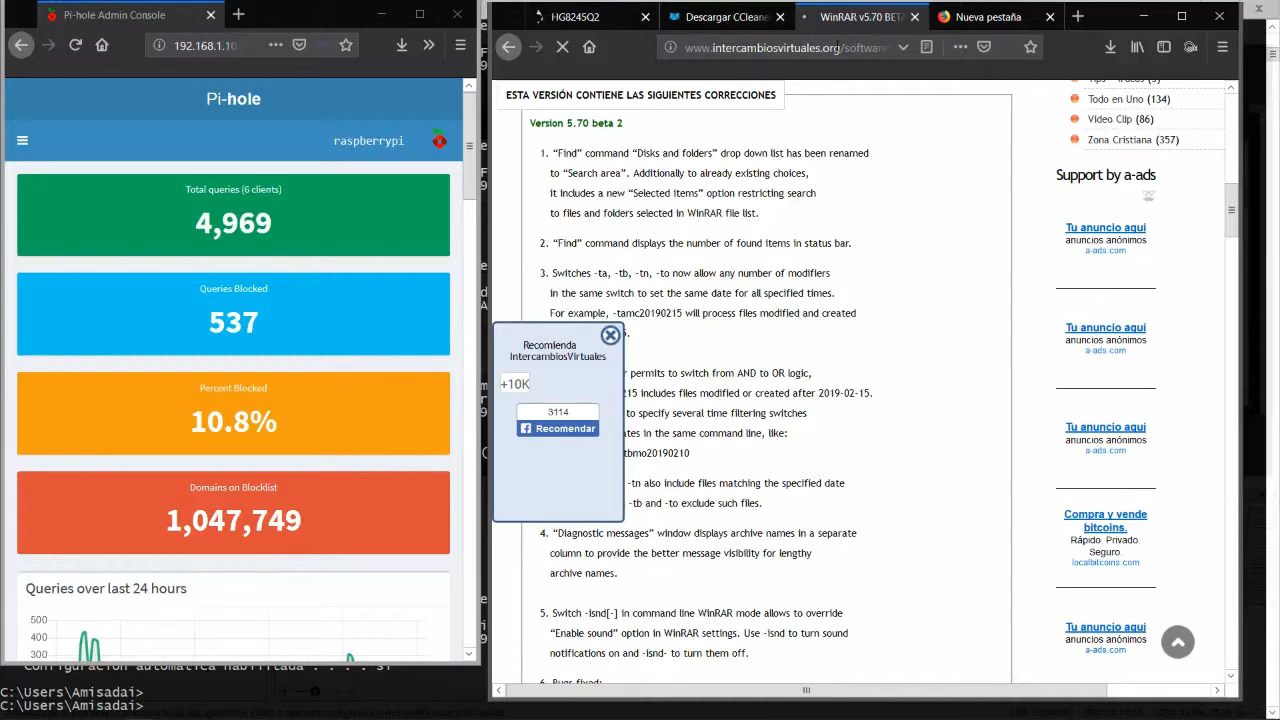 Pi-hole Admin Console
192.168.1.10
Pi-hole
raspberrypi
Total queries (6 clients)
4,969
Queries Blocked
537
Percent Blocked
10.8%
Domains on Blocklist
1,047,749
Queries over last 24 hours
500
400
300
C:\Users\Amisadai>
C:\Users\Amisadai>
HG8245Q2
Descargar CCleane
WinRAR v5.70 BETA
Nueva pestaña
www.intercambiosvirtuales.org/software
ESTA VERSIÓN CONTIENE LAS SIGUIENTES CORRECCIONES
Version 5.70 beta 2
1. “Find” command “Disks and folders” drop down list has been renamed
to “Search area”. Additionally to already existing choices,
it includes a new “Selected items” option restricting search
to files and folders selected in WinRAR file list.
2. “Find” command displays the number of found items in status bar.
3. Switches -ta, -tb, -tn, -to now allow any number of modifiers
in the same switch to set the same date for all specified times.
For example, -tamc20190215 will process files modified and created
permits to switch from AND to OR logic,
215 includes files modified or created after 2019-02-15.
to specify several time filtering switches
ates in the same command line, like:
tbmo20190210
-tn also include files matching the specified date
-tb and -to exclude such files.
4. “Diagnostic messages” window displays archive names in a separate
column to provide the better message visibility for lengthy
archive names.
5. Switch -isnd[-] in command line WinRAR mode allows to override
“Enable sound” option in WinRAR settings. Use -isnd to turn sound
notifications on and -isnd- to turn them off.
6. Bugs fixed:
Recomienda
IntercambiosVirtuales
+10K
3114
Recomendar
Todo en Uno (134)
Video Clip (86)
Zona Cristiana (357)
Support by a-ads
Tu anuncio aquí
anuncios anónimos
a-ads.com
Tu anuncio aquí
anuncios anónimos
a-ads.com
Tu anuncio aquí
anuncios anónimos
a-ads.com
Compra y vende
bitcoins.
Rápido. Privado.
Seguro.
localbitcoins.com
Tu anuncio aquí
anuncios anónimos
a-ads.com